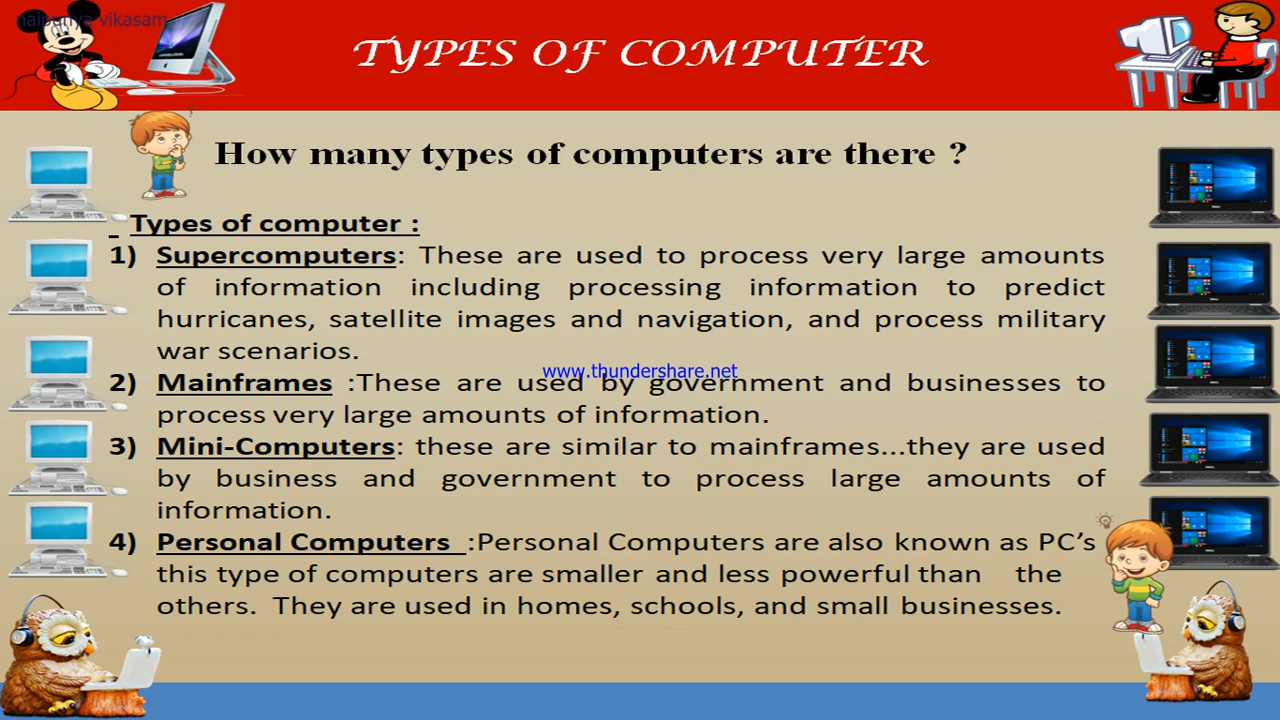 naipunya vikasam
TYPES OF COMPUTER
How many types of computers are there ?
Types of computer :
1) Supercomputers: These are used to process very large amounts
of information including processing information to predict
hurricanes, satellite images and navigation, and process military
war scenarios.
www.thundershare.net
2) Mainframes :These are used by government and businesses to
process very large amounts of information.
3) Mini-Computers: these are similar to mainframes...they are used
by business and government to process large amounts of
information.
4) Personal Computers :Personal Computers are also known as PC’s
this type of computers are smaller and less powerful than the
others. They are used in homes, schools, and small businesses.